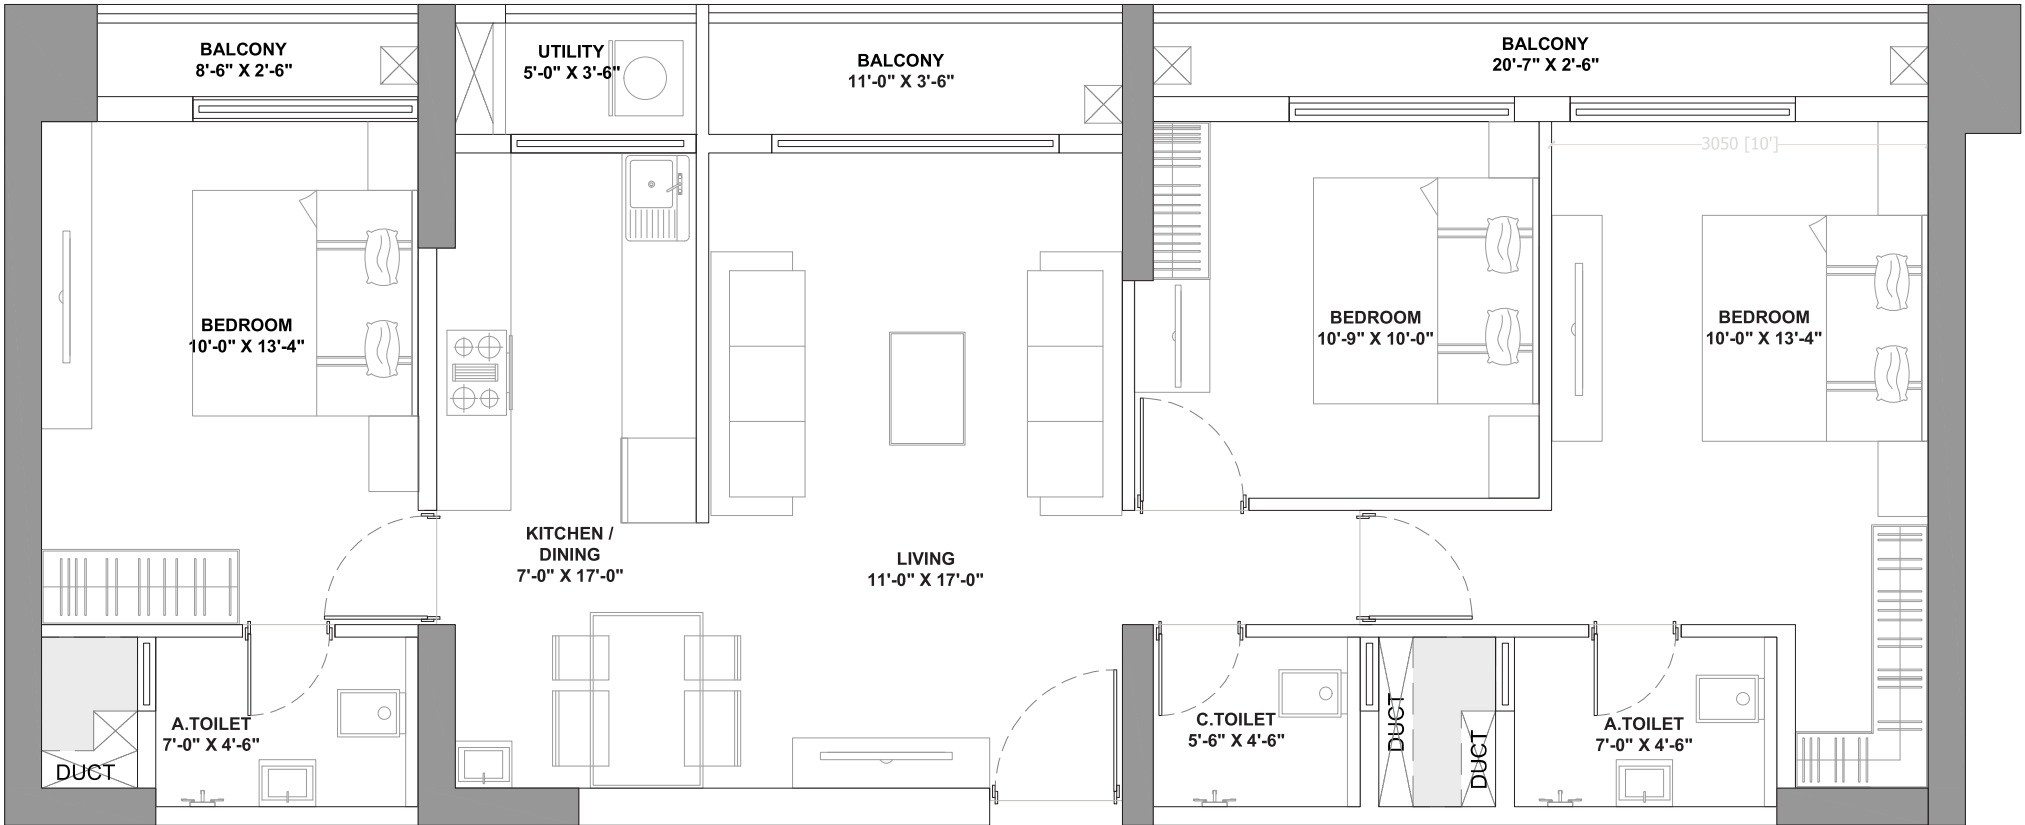 BALCONY
8'-6" X 2'-6"
UTILITY
5'-0" X 3'-6"
BALCONY
11'-0" X 3'-6"
BALCONY
20'-7" X 2'-6"
3050 [10']
BEDROOM
10'-0" X 13'-4"
BEDROOM
10'-9" X 10'-0"
BEDROOM
10'-0" X 13'-4"
KITCHEN /
DINING
7'-0" X 17'-0"
LIVING
11'-0" X 17'-0"
A.TOILET
7'-0" X 4'-6"
DUCT
C.TOILET
5'-6" X 4'-6"
DUCT
DUCT
A.TOILET
7'-0" X 4'-6"